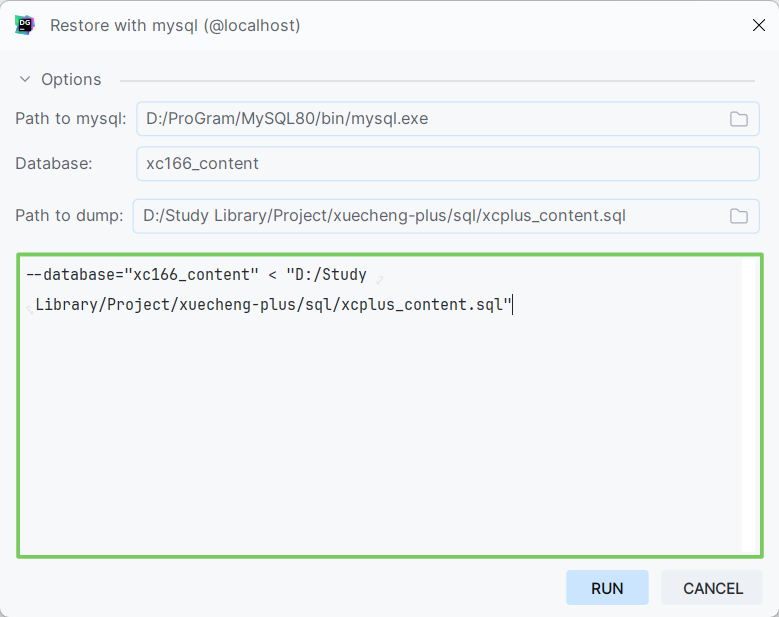 DG
Restore with mysql (@localhost)
Options
Path to mysql: D:/ProGram/MySQL80/bin/mysql.exe
Database: xc166_content
Path to dump: D:/Study Library/Project/xuecheng-plus/sql/xcplus_content.sql
--database="xc166_content" < "D:/Study
Library/Project/xuecheng-plus/sql/xcplus_content.sql"
RUN CANCEL